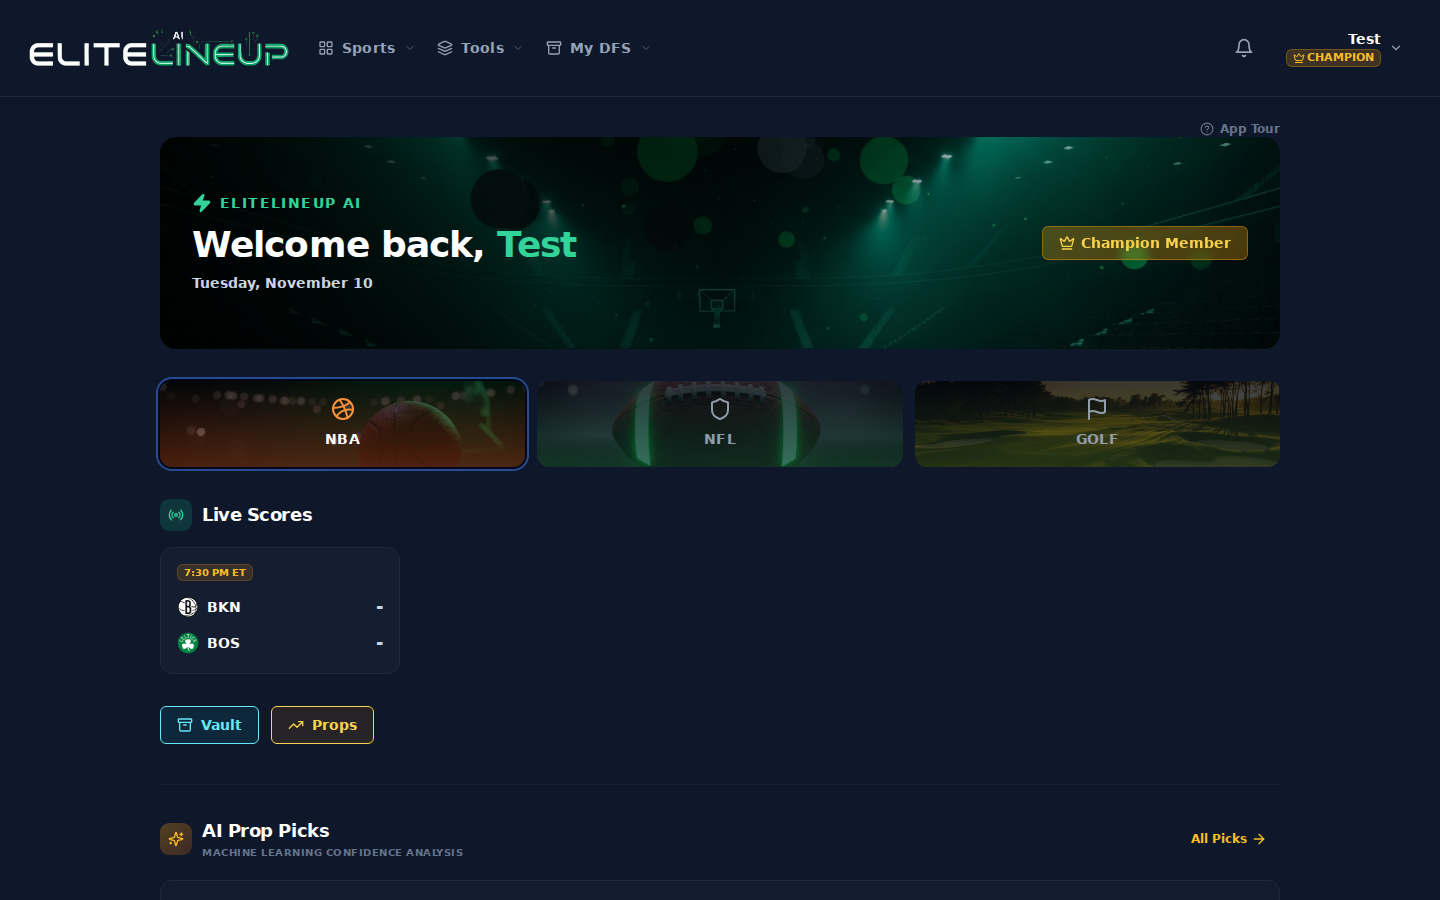 AI
ELITELINEUP
Sports
Tools
My DFS
Test
CHAMPION
App Tour
ELITELINEUP AI
Welcome back, Test
Tuesday, November 10
Champion Member
NBA
NFL
GOLF
Live Scores
7:30 PM ET
BKN -
BOS -
Vault
Props
AI Prop Picks
MACHINE LEARNING CONFIDENCE ANALYSIS
All Picks